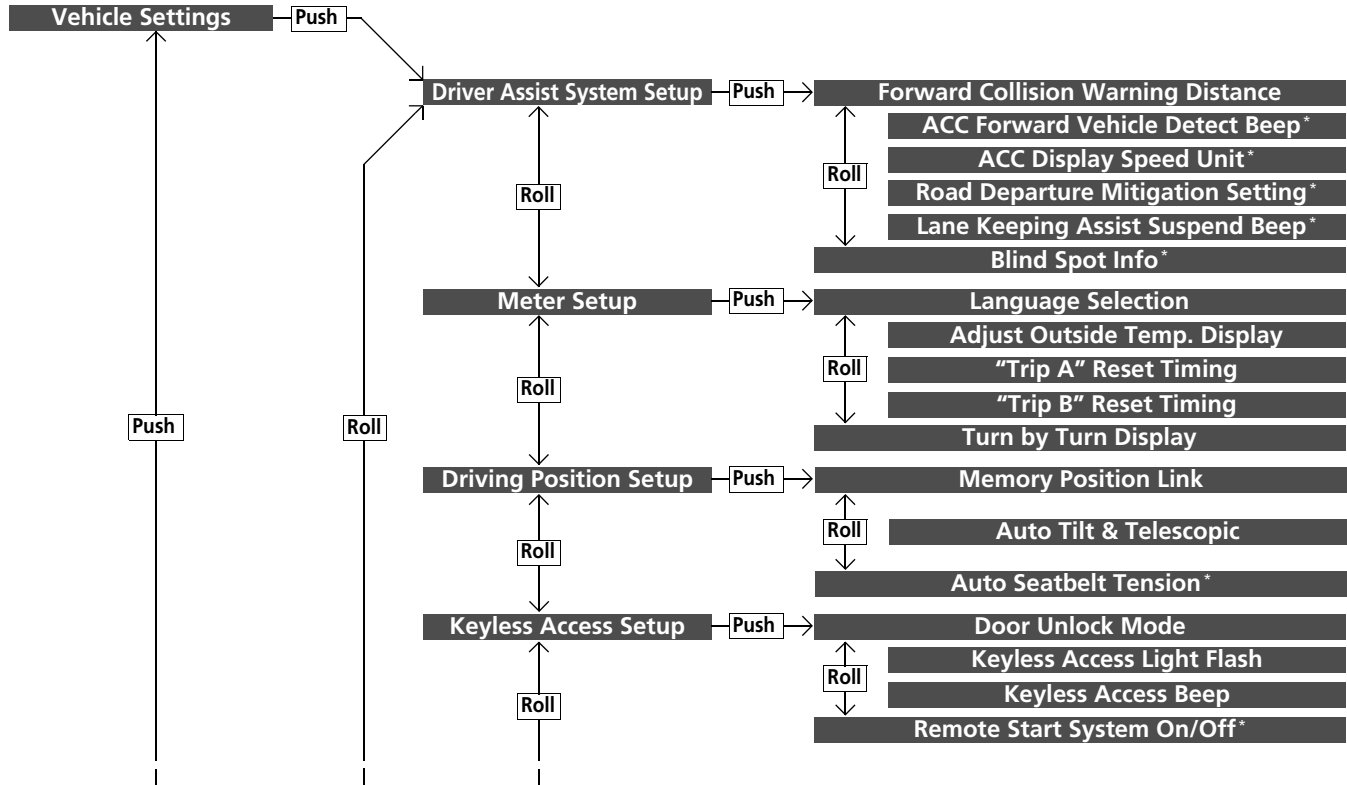 Vehicle Settings Push
Driver Assist System Setup Push Forward Collision Warning Distance
ACC Forward Vehicle Detect Beep*
Roll Roll ACC Display Speed Unit*
Road Departure Mitigation Setting*
Lane Keeping Assist Suspend Beep*
Blind Spot Info*
Meter Setup Push Language Selection
Adjust Outside Temp. Display
Roll Roll “Trip A” Reset Timing
“Trip B” Reset Timing
Push Roll Turn by Turn Display
Driving Position Setup Push Memory Position Link
Roll Roll Auto Tilt & Telescopic
Auto Seatbelt Tension*
Keyless Access Setup Push Door Unlock Mode
Keyless Access Light Flash
Roll Roll Keyless Access Beep
Remote Start System On/Off*